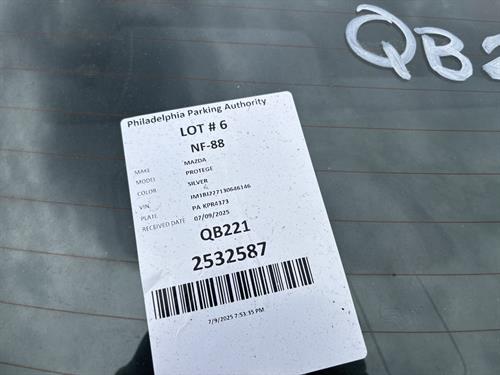 QB2
Philadelphia Parking Authority
LOT # 6
NF-88
MAKE MAZDA
MODEL PROTEGE
COLOR SILVER
VIN JM1BJ227130646146
PLATE PA KPR4373
RECEIVED DATE 07/09/2025
QB221
2532587
7/9/2025 7:53:35 PM